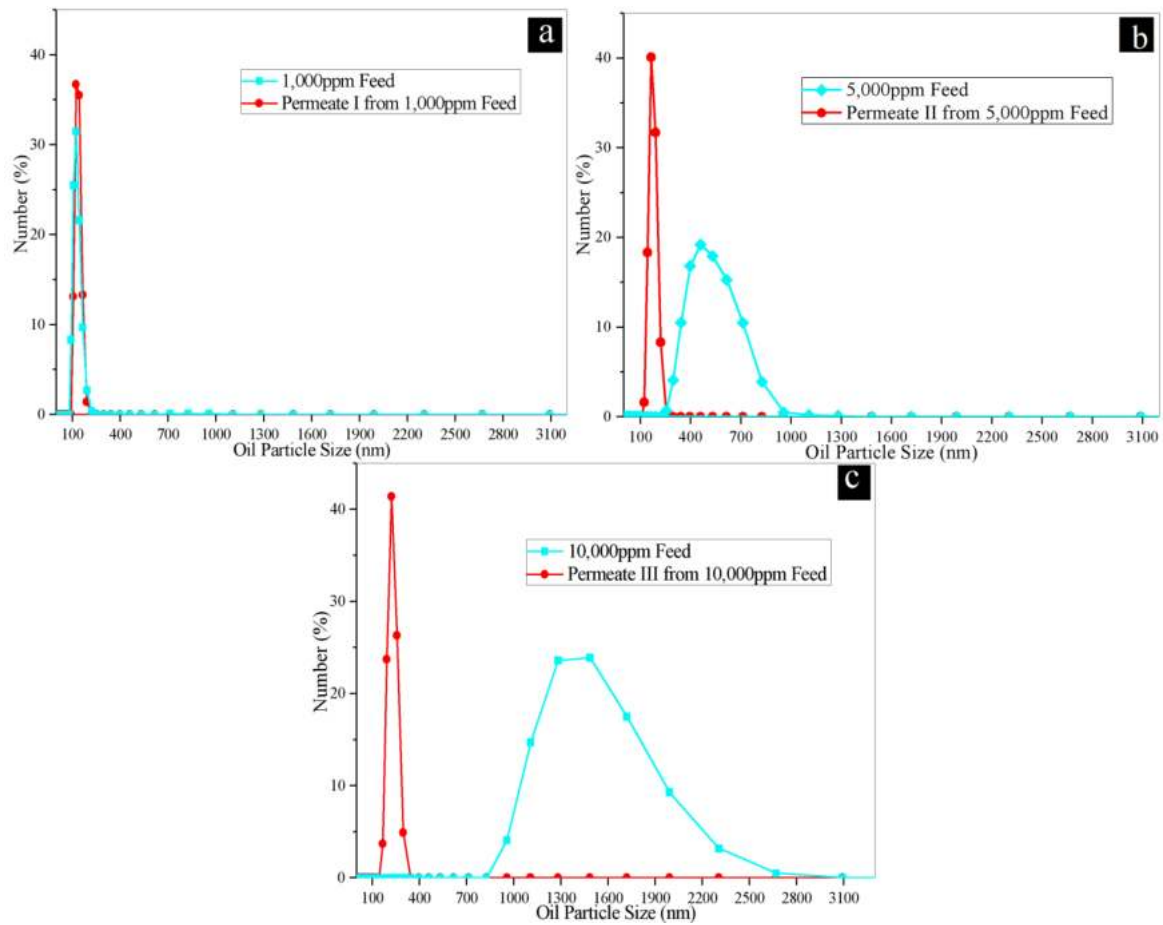 a
40
30
20
10
0
Number (%)
1,000ppm Feed
Permeate I from 1,000ppm Feed
100 400 700 1000 1300 1600 1900 2200 2500 2800 3100
Oil Particle Size (nm)
b
40
30
20
10
0
Number (%)
5,000ppm Feed
Permeate II from 5,000ppm Feed
100 400 700 1000 1300 1600 1900 2200 2500 2800 3100
Oil Particle Size (nm)
c
40
30
20
10
0
Number (%)
10,000ppm Feed
Permeate III from 10,000ppm Feed
100 400 700 1000 1300 1600 1900 2200 2500 2800 3100
Oil Particle Size (nm)